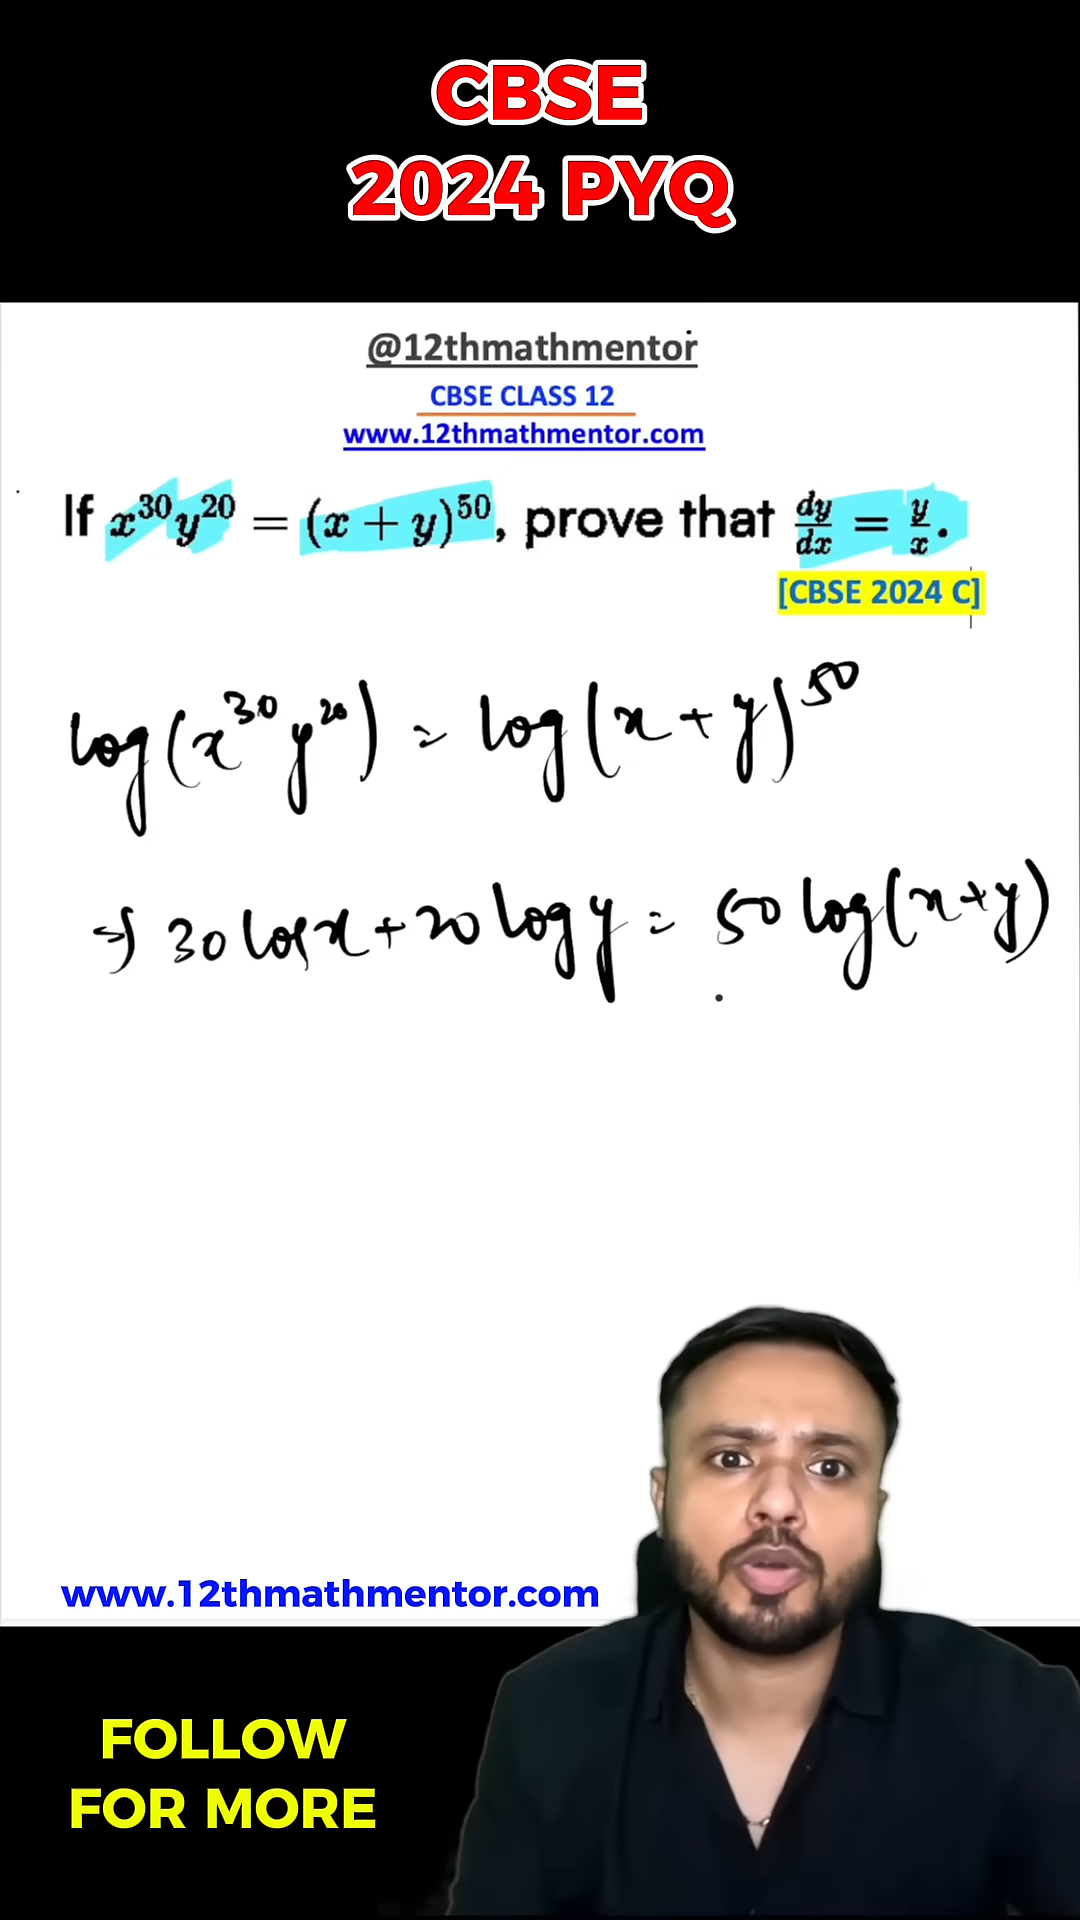 CBSE
2024 PYQ
@12thmathmentor
CBSE CLASS 12
www.12thmathmentor.com
If x³⁰y²⁰ = (x + y)⁵⁰, prove that dy/dx = y/x.
[CBSE 2024 C]
log(x³⁰y²⁰) = log(x + y)⁵⁰
⇒ 30 log x + 20 log y = 50 log(x+y)
www.12thmathmentor.com
FOLLOW
FOR MORE